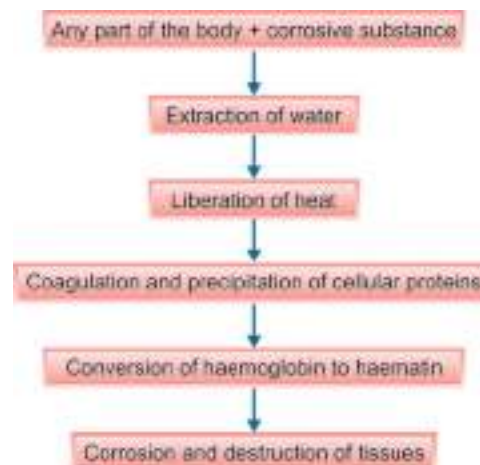 Any part of the body + corrosive substance
Extraction of water
Liberation of heat
Coagulation and precipitation of cellular proteins
Conversion of haemoglobin to haematin
Corrosion and destruction of tissues